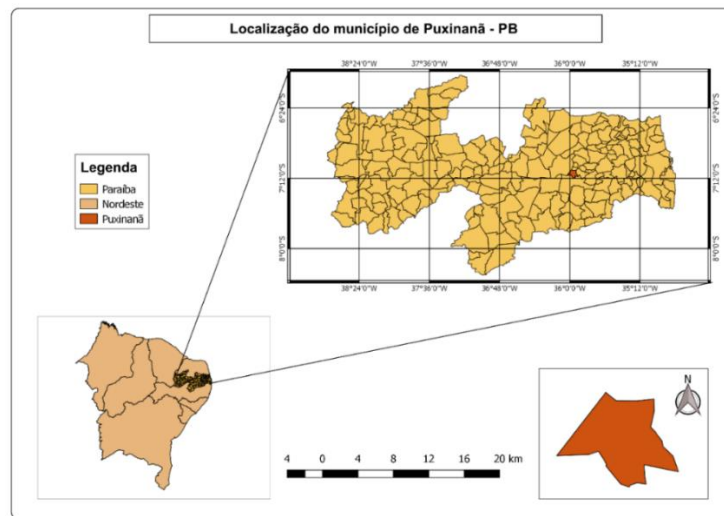 Localização do município de Puxinanã - PB
38°24'0"W 37°36'0"W 36°48'0"W 36°0'0"W 35°12'0"W
6°24'0"S 6°24'0"S
7°12'0"S 7°12'0"S
8°0'0"S 8°0'0"S
38°24'0"W 37°36'0"W 36°48'0"W 36°0'0"W 35°12'0"W
Legenda
Paraíba
Nordeste
Puxinanã
4 0 4 8 12 16 20 km
N